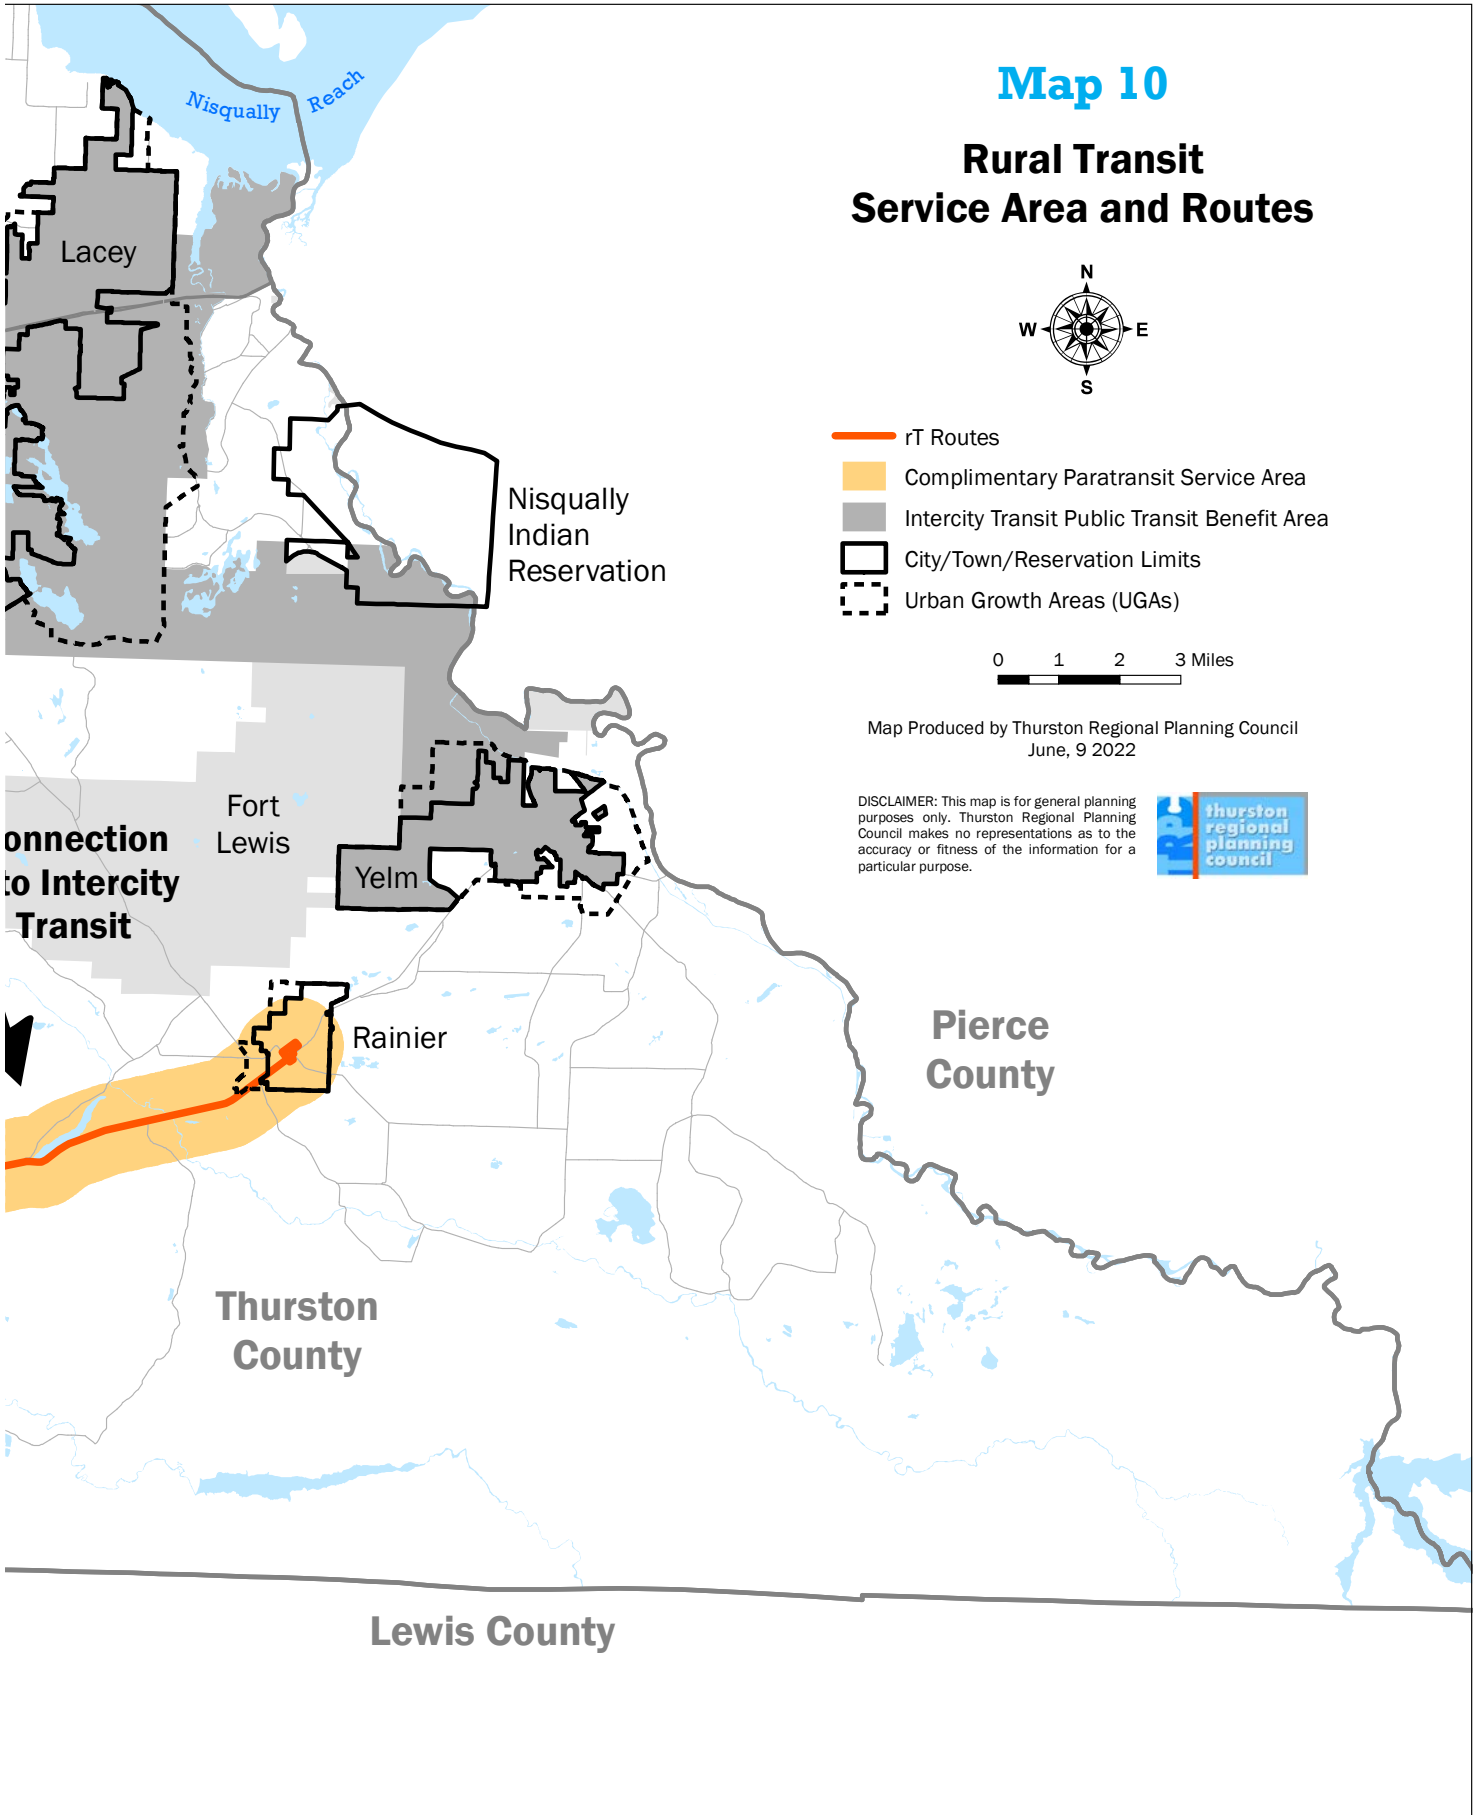 Map 10
Rural Transit
Service Area and Routes
N
W
E
S
rT Routes
Complimentary Paratransit Service Area
Intercity Transit Public Transit Benefit Area
City/Town/Reservation Limits
Urban Growth Areas (UGAs)
0 1 2 3 Miles
Map Produced by Thurston Regional Planning Council
June, 9 2022
DISCLAIMER: This map is for general planning
purposes only. Thurston Regional Planning
Council makes no representations as to the
accuracy or fitness of the information for a
particular purpose.
TRPC
thurston
regional
planning
council
Nisqually Reach
Lacey
Nisqually
Indian
Reservation
Fort
Lewis
onnection
to Intercity
Transit
Yelm
Rainier
Pierce
County
Thurston
County
Lewis County